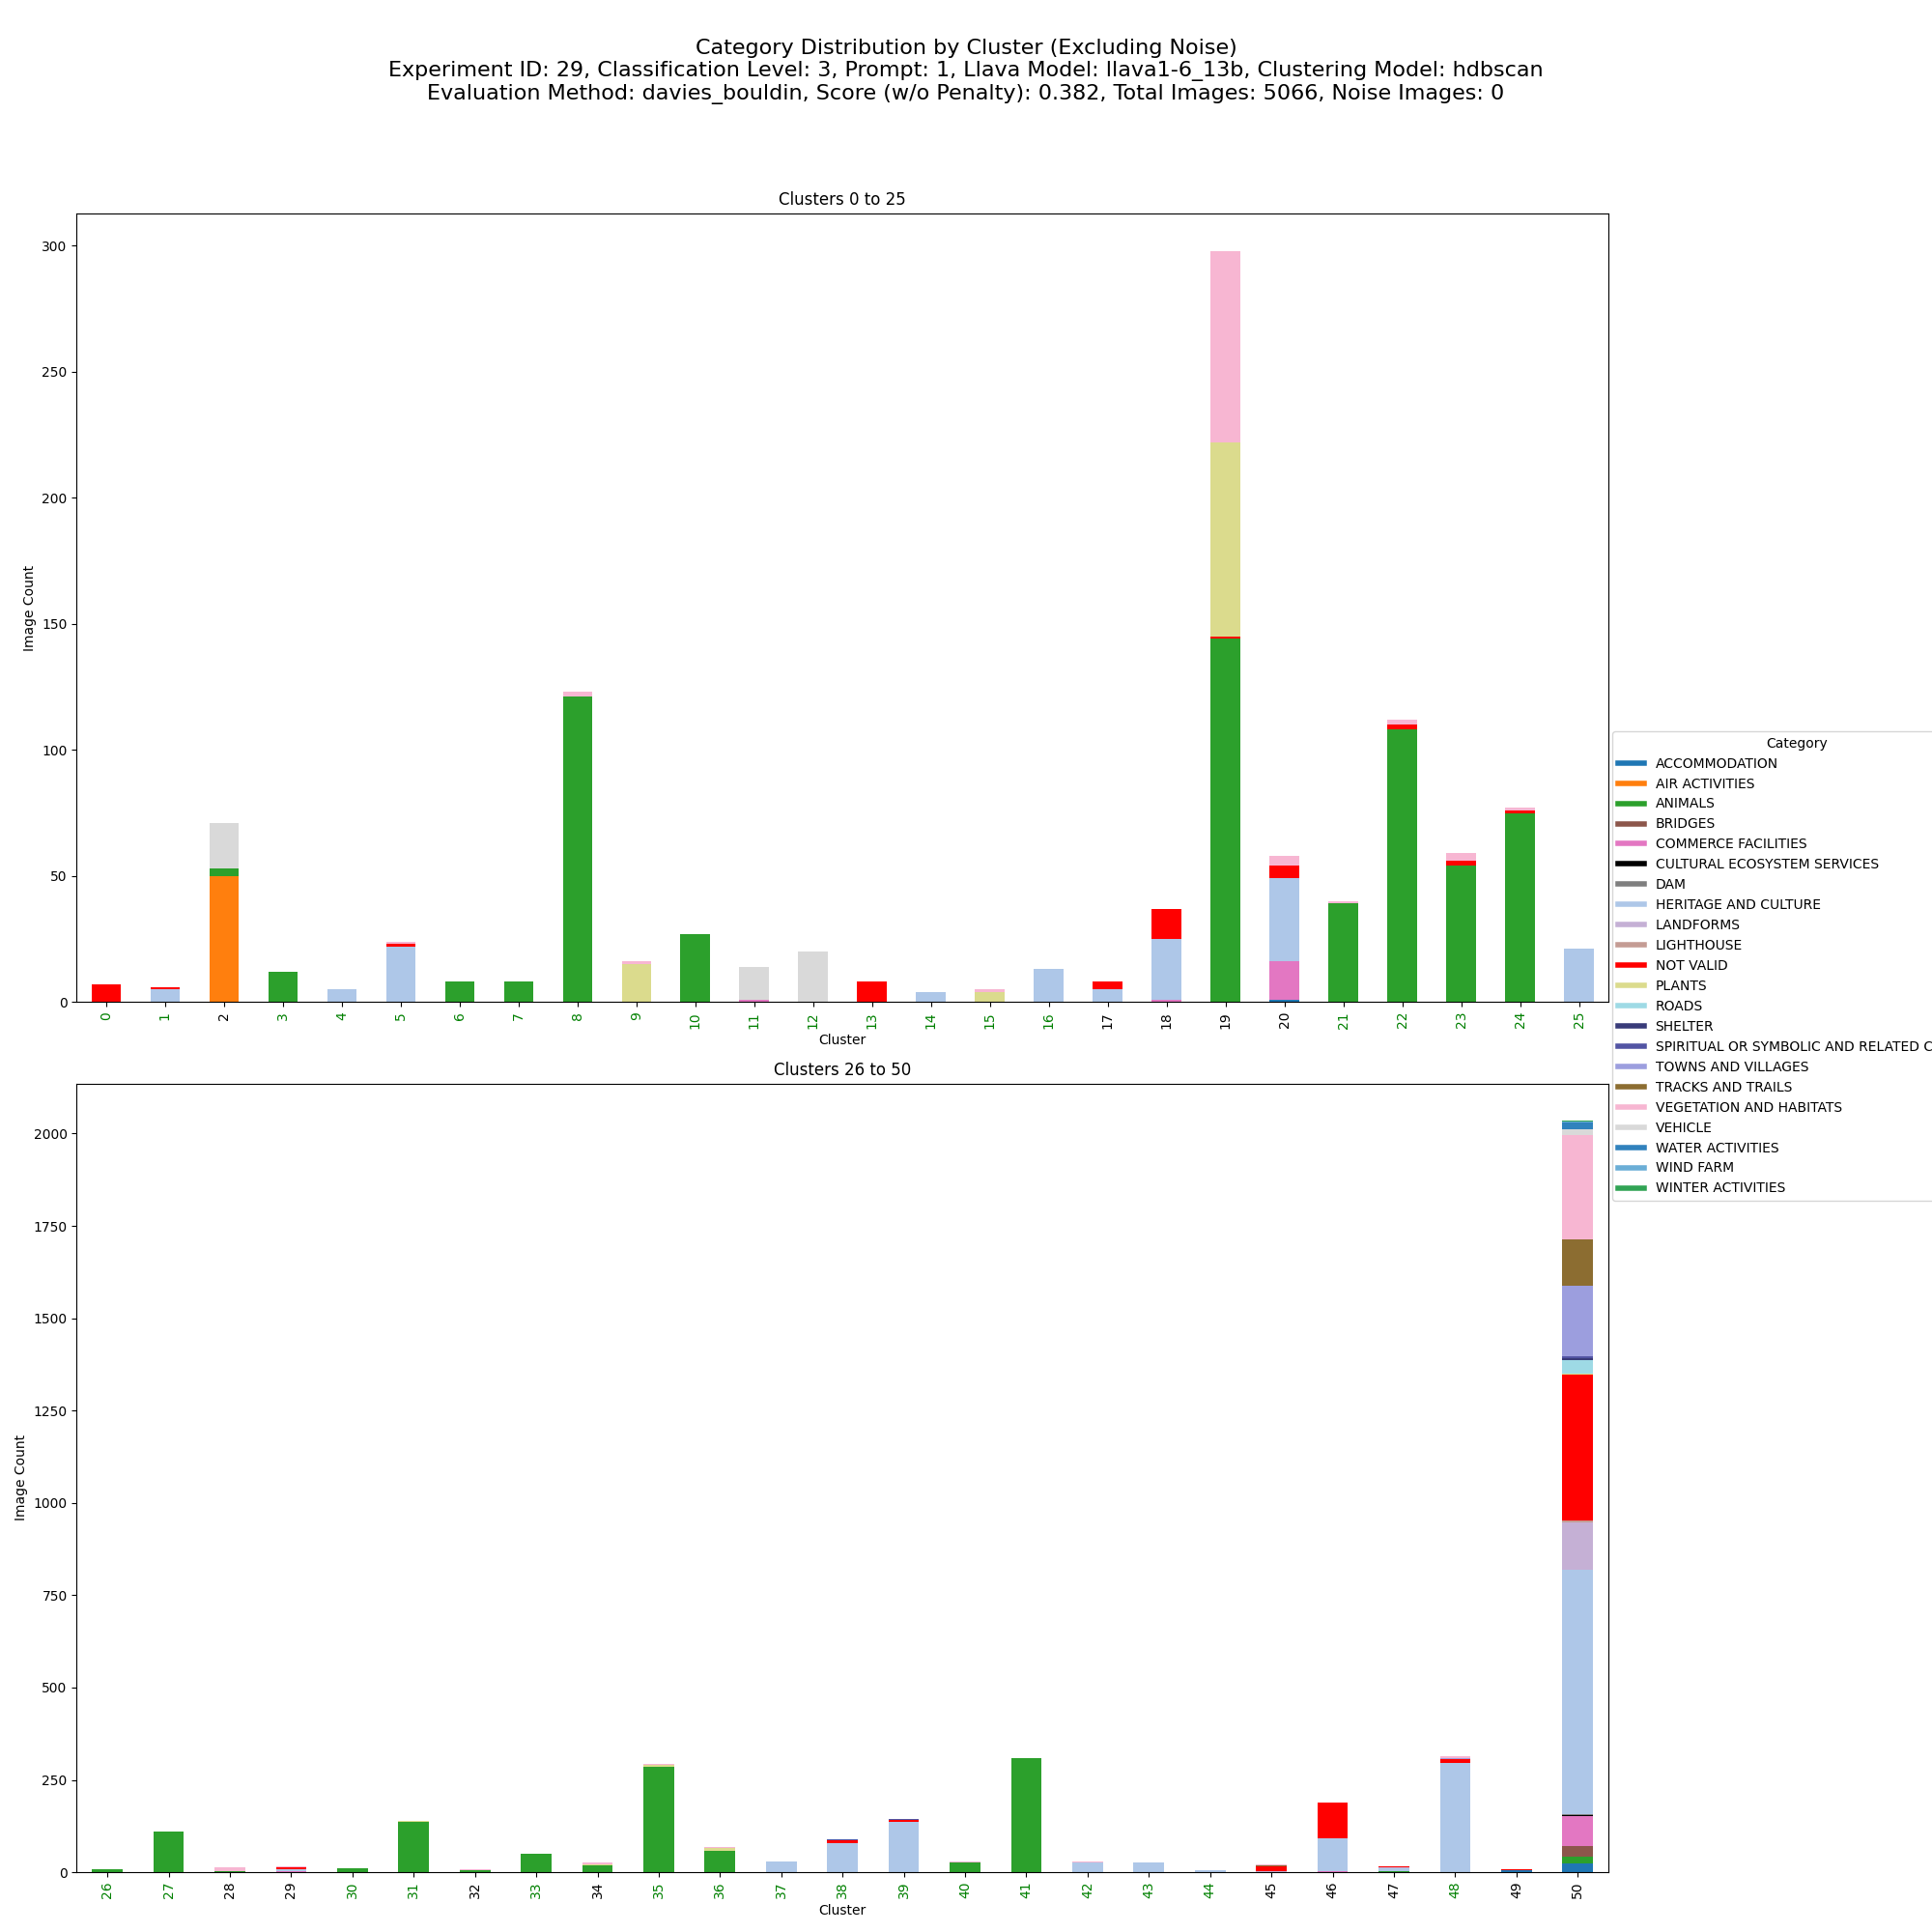 Category Distribution by Cluster (Excluding Noise)
Experiment ID: 29, Classification Level: 3, Prompt: 1, Llava Model: llava1-6_13b, Clustering Model: hdbscan
Evaluation Method: davies_bouldin, Score (w/o Penalty): 0.382, Total Images: 5066, Noise Images: 0
Clusters 0 to 25
300
250
200
150
100
50
0
Image Count
0 1 2 3 4 5 6 7 8 9 10 11 12 13 14 15 16 17 18 19 20 21 22 23 24 25
Cluster
Category
ACCOMMODATION
AIR ACTIVITIES
ANIMALS
BRIDGES
COMMERCE FACILITIES
CULTURAL ECOSYSTEM SERVICES
DAM
HERITAGE AND CULTURE
LANDFORMS
LIGHTHOUSE
NOT VALID
PLANTS
ROADS
SHELTER
SPIRITUAL OR SYMBOLIC AND RELATED C
TOWNS AND VILLAGES
TRACKS AND TRAILS
VEGETATION AND HABITATS
VEHICLE
WATER ACTIVITIES
WIND FARM
WINTER ACTIVITIES
Clusters 26 to 50
2000
1750
1500
1250
1000
750
500
250
0
Image Count
26 27 28 29 30 31 32 33 34 35 36 37 38 39 40 41 42 43 44 45 46 47 48 49 50
Cluster